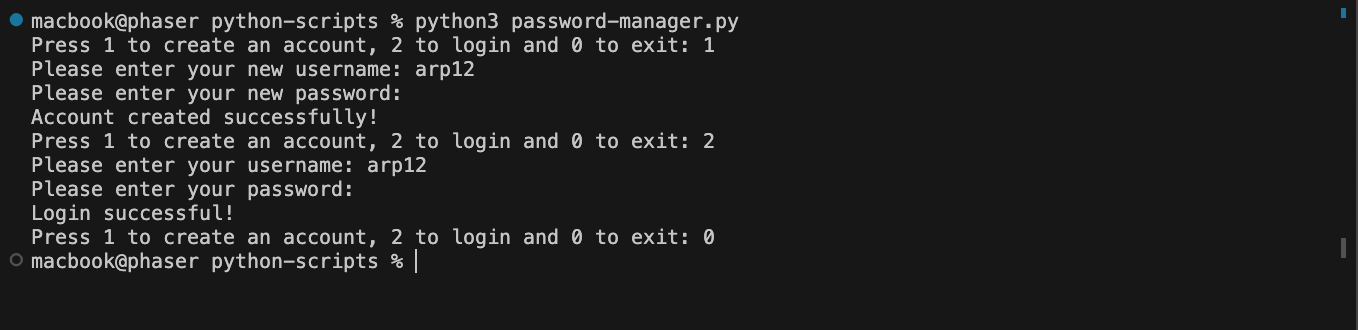 macbook@phaser python-scripts % python3 password-manager.py
Press 1 to create an account, 2 to login and 0 to exit: 1
Please enter your new username: arp12
Please enter your new password:
Account created successfully!
Press 1 to create an account, 2 to login and 0 to exit: 2
Please enter your username: arp12
Please enter your password:
Login successful!
Press 1 to create an account, 2 to login and 0 to exit: 0
macbook@phaser python-scripts %